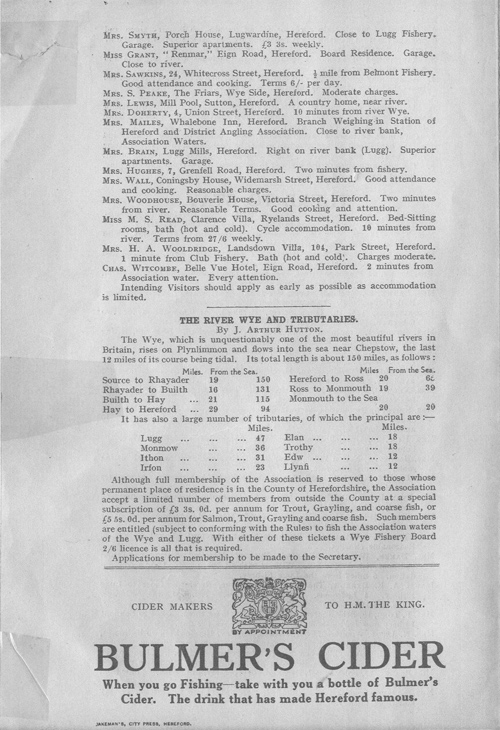 MRS. SMYTH, Porch House, Lugwardine, Hereford. Close to Lugg Fishery.
Garage. Superior apartments. £3 3s. weekly.
MISS GRANT, " Renmar," Eign Road, Hereford. Board Residence. Garage.
Close to river.
MRS. SAWKINS, 24, Whitecross Street, Hereford. ½ mile from Belmont Fishery.
Good attendance and cooking. Terms 6/- per day.
MRS. S. PEAKE, The Friars, Wye Side, Hereford. Moderate charges.
MRS. LEWIS, Mill Pool, Sutton, Hereford. A country home, near river.
MRS. DOHERTY, 4, Union Street, Hereford. 10 minutes from river Wye.
MRS. MAILES, Whalebone Inn, Hereford. Branch Weighing-in Station of
Hereford and District Angling Association. Close to river bank,
Association Waters.
MRS. BRAIN, Lugg Mills, Hereford. Right on river bank (Lugg). Superior
apartments. Garage.
MRS. HUGHES, 7, Grenfell Road, Hereford. Two minutes from fishery.
MRS. WALL, Coningsby House, Widemarsh Street, Hereford. Good attendance
and cooking. Reasonable charges.
MRS. WOODHOUSE, Bouverie House, Victoria Street, Hereford. Two minutes
from river. Reasonable Terms. Good cooking and attention.
MISS M. S. READ, Clarence Villa, Ryelands Street, Hereford. Bed-Sitting
rooms, bath (hot and cold). Cycle accommodation. 10 minutes from
river. Terms from 27/6 weekly.
MRS. H. A. WOOLDRIDGE, Landsdown Villa, 104, Park Street, Hereford.
1 minute from Club Fishery. Bath (hot and cold). Charges moderate.
CHAS. WITCOMBE, Belle Vue Hotel, Eign Road, Hereford. 2 minutes from
Association water. Every attention.
Intending Visitors should apply as early as possible as accommodation
is limited.
THE RIVER WYE AND TRIBUTARIES.
By J. ARTHUR HUTTON.
The Wye, which is unquestionably one of the most beautiful rivers in
Britain, rises on Plynlimmon and flows into the sea near Chepstow, the last
12 miles of its course being tidal. Its total length is about 150 miles, as follows :
Miles. From the Sea. Miles From the Sea.
Source to Rhayader 19 150 Hereford to Ross 20 65
Rhayader to Builth 16 131 Ross to Monmouth 19 39
Builth to Hay ... 21 115 Monmouth to the Sea
Hay to Hereford ... 29 94 20 20
It has also a large number of tributaries, of which the principal are :—
Miles. Miles.
Lugg ... ... ... 47 Elan ... ... ... 18
Monmow ... ... 36 Trothy ... ... 18
Ithon ... ... ... 31 Edw ... ... ... 12
Irfon ... ... ... 23 Llynfi ... ... 12
Although full membership of the Association is reserved to those whose
permanent place of residence is in the County of Herefordshire, the Association
accept a limited number of members from outside the County at a special
subscription of £3 3s. 0d. per annum for Trout, Grayling, and coarse fish, or
£5 5s. 0d. per annum for Salmon, Trout, Grayling and coarse fish. Such members
are entitled (subject to conforming with the Rules) to fish the Association waters
of the Wye and Lugg. With either of these tickets a Wye Fishery Board
2/6 licence is all that is required.
Applications for membership to be made to the Secretary.
CIDER MAKERS TO H.M. THE KING.
BY APPOINTMENT
BULMER'S CIDER
When you go Fishing—take with you a bottle of Bulmer's
Cider. The drink that has made Hereford famous.
JAKEMAN'S, CITY PRESS, HEREFORD.